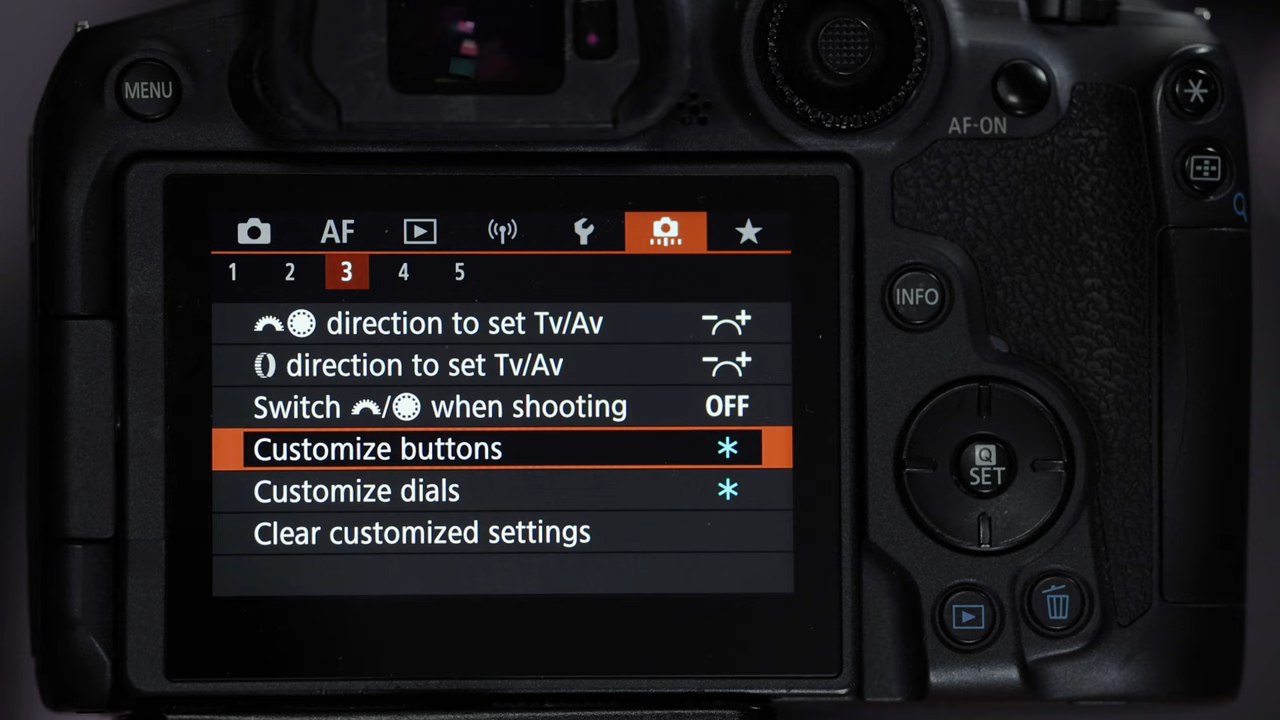 MENU
AF-ON
AF
1 2 3 4 5
direction to set Tv/Av
direction to set Tv/Av
Switch / when shooting OFF
Customize buttons *
Customize dials *
Clear customized settings
INFO
Q
SET